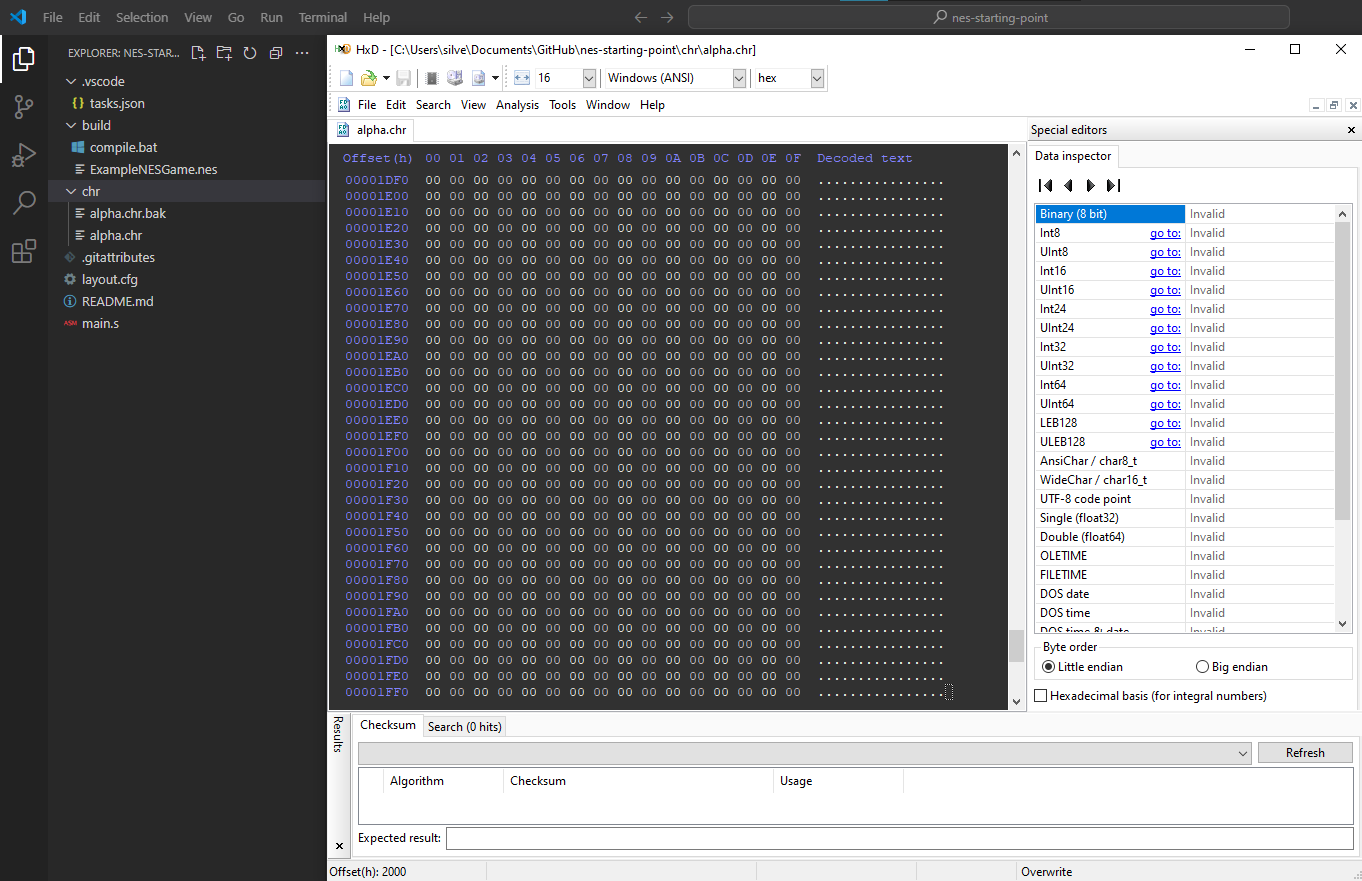 File Edit Selection View Go Run Terminal Help
nes-starting-point
EXPLORER: NES-STAR...
.vscode
{} tasks.json
build
compile.bat
ExampleNESGame.nes
chr
alpha.chr.bak
alpha.chr
.gitattributes
layout.cfg
README.md
ASM main.s
HxD - [C:\Users\silve\Documents\GitHub\nes-starting-point\chr\alpha.chr]
16 Windows (ANSI) hex
File Edit Search View Analysis Tools Window Help
alpha.chr
Offset(h) 00 01 02 03 04 05 06 07 08 09 0A 0B 0C 0D 0E 0F Decoded text
00001DF0 00 00 00 00 00 00 00 00 00 00 00 00 00 00 00 00 ................
00001E00 00 00 00 00 00 00 00 00 00 00 00 00 00 00 00 00 ................
00001E10 00 00 00 00 00 00 00 00 00 00 00 00 00 00 00 00 ................
00001E20 00 00 00 00 00 00 00 00 00 00 00 00 00 00 00 00 ................
00001E30 00 00 00 00 00 00 00 00 00 00 00 00 00 00 00 00 ................
00001E40 00 00 00 00 00 00 00 00 00 00 00 00 00 00 00 00 ................
00001E50 00 00 00 00 00 00 00 00 00 00 00 00 00 00 00 00 ................
00001E60 00 00 00 00 00 00 00 00 00 00 00 00 00 00 00 00 ................
00001E70 00 00 00 00 00 00 00 00 00 00 00 00 00 00 00 00 ................
00001E80 00 00 00 00 00 00 00 00 00 00 00 00 00 00 00 00 ................
00001E90 00 00 00 00 00 00 00 00 00 00 00 00 00 00 00 00 ................
00001EA0 00 00 00 00 00 00 00 00 00 00 00 00 00 00 00 00 ................
00001EB0 00 00 00 00 00 00 00 00 00 00 00 00 00 00 00 00 ................
00001EC0 00 00 00 00 00 00 00 00 00 00 00 00 00 00 00 00 ................
00001ED0 00 00 00 00 00 00 00 00 00 00 00 00 00 00 00 00 ................
00001EE0 00 00 00 00 00 00 00 00 00 00 00 00 00 00 00 00 ................
00001EF0 00 00 00 00 00 00 00 00 00 00 00 00 00 00 00 00 ................
00001F00 00 00 00 00 00 00 00 00 00 00 00 00 00 00 00 00 ................
00001F10 00 00 00 00 00 00 00 00 00 00 00 00 00 00 00 00 ................
00001F20 00 00 00 00 00 00 00 00 00 00 00 00 00 00 00 00 ................
00001F30 00 00 00 00 00 00 00 00 00 00 00 00 00 00 00 00 ................
00001F40 00 00 00 00 00 00 00 00 00 00 00 00 00 00 00 00 ................
00001F50 00 00 00 00 00 00 00 00 00 00 00 00 00 00 00 00 ................
00001F60 00 00 00 00 00 00 00 00 00 00 00 00 00 00 00 00 ................
00001F70 00 00 00 00 00 00 00 00 00 00 00 00 00 00 00 00 ................
00001F80 00 00 00 00 00 00 00 00 00 00 00 00 00 00 00 00 ................
00001F90 00 00 00 00 00 00 00 00 00 00 00 00 00 00 00 00 ................
00001FA0 00 00 00 00 00 00 00 00 00 00 00 00 00 00 00 00 ................
00001FB0 00 00 00 00 00 00 00 00 00 00 00 00 00 00 00 00 ................
00001FC0 00 00 00 00 00 00 00 00 00 00 00 00 00 00 00 00 ................
00001FD0 00 00 00 00 00 00 00 00 00 00 00 00 00 00 00 00 ................
00001FE0 00 00 00 00 00 00 00 00 00 00 00 00 00 00 00 00 ................
00001FF0 00 00 00 00 00 00 00 00 00 00 00 00 00 00 00 00 ................
Special editors
Data inspector
Binary (8 bit) Invalid
Int8 go to: Invalid
UInt8 go to: Invalid
Int16 go to: Invalid
UInt16 go to: Invalid
Int24 go to: Invalid
UInt24 go to: Invalid
Int32 go to: Invalid
UInt32 go to: Invalid
Int64 go to: Invalid
UInt64 go to: Invalid
LEB128 go to: Invalid
ULEB128 go to: Invalid
AnsiChar / char8_t Invalid
WideChar / char16_t Invalid
UTF-8 code point Invalid
Single (float32) Invalid
Double (float64) Invalid
OLETIME Invalid
FILETIME Invalid
DOS date Invalid
DOS time Invalid
DOS time & date Invalid
Byte order
Little endian Big endian
Hexadecimal basis (for integral numbers)
Results
Checksum Search (0 hits)
Refresh
Algorithm Checksum Usage
Expected result:
Offset(h): 2000 Overwrite